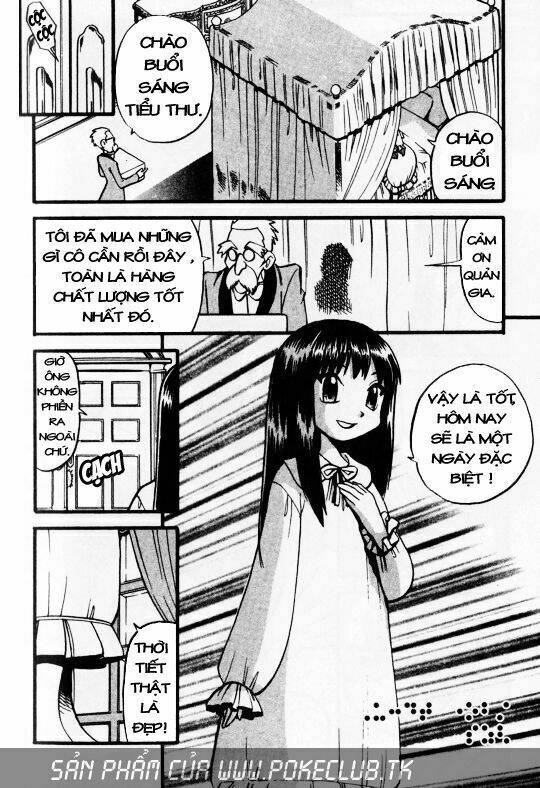 CỘC
CỘC
CHÀO
BUỔI
SÁNG
TIỂU THƯ.
CHÀO
BUỔI
SÁNG.
TÔI ĐÃ MUA NHỮNG
GÌ CÔ CẦN RỒI ĐÂY,
TOÀN LÀ HÀNG
CHẤT LƯỢNG TỐT
NHẤT ĐÓ.
CẢM
ƠN
QUẢN
GIA.
GIỜ
ÔNG
KHÔNG
PHIỀN
RA
NGOÀI
CHỨ.
CẠCH
VẬY LÀ TỐT,
HÔM NAY
SẼ LÀ MỘT
NGÀY ĐẶC
BIỆT !
THỜI
TIẾT
THẬT
LÀ
ĐẸP!
SẢN PHẨM CỦA WWW.POKECLUB.TK